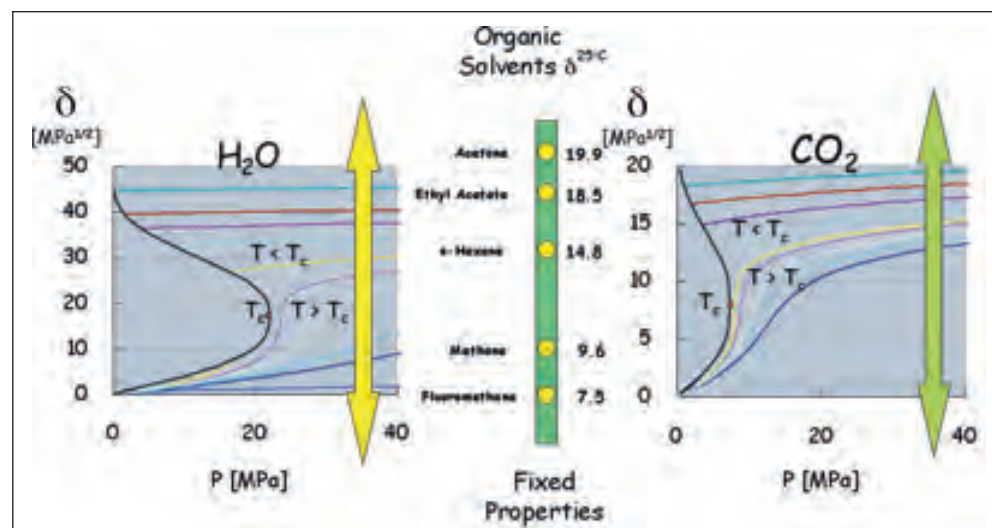 Organic
Solvents δ²⁵°C
δ
[MPa¹/²]
H₂O
50
40
30
20
10
0
T < Tc
Tc
T > Tc
0
20
40
P [MPa]
Acetone 19.9
Ethyl Acetate 18.5
n-Hexane 14.8
Methane 9.6
Fluoromethane 7.5
Fixed
Properties
δ
[MPa¹/²]
CO₂
20
15
10
5
0
T < Tc
Tc
T > Tc
0
20
40
P [MPa]